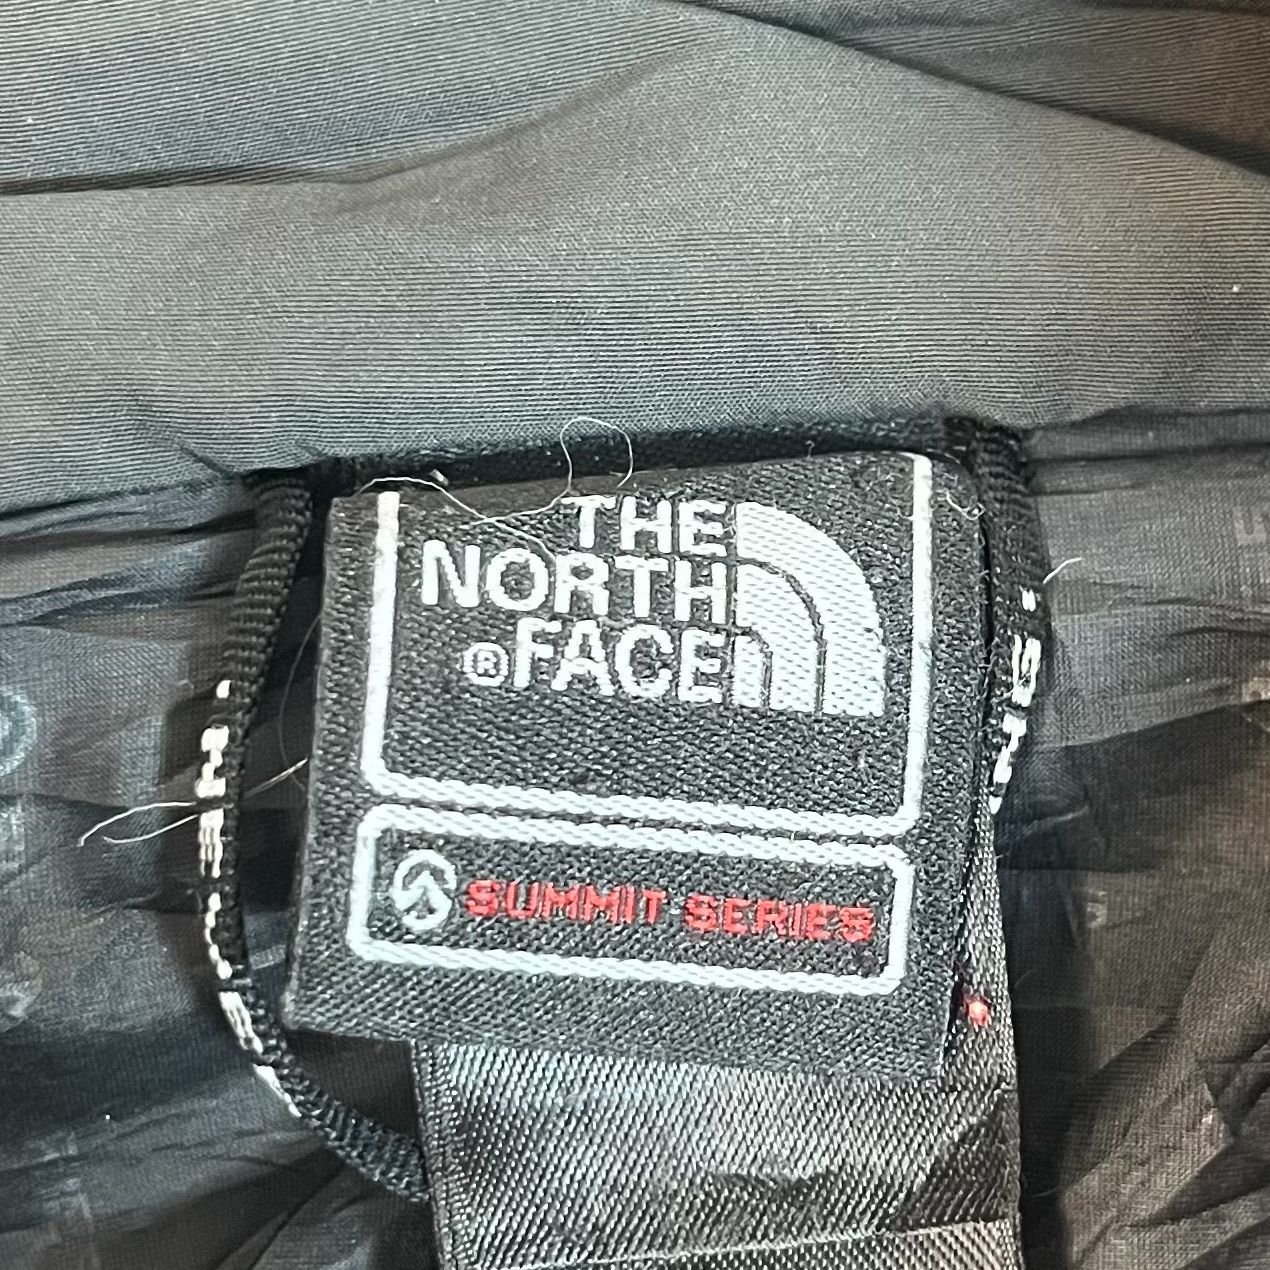 THE
NORTH
®FACE
SUMMIT SERIES